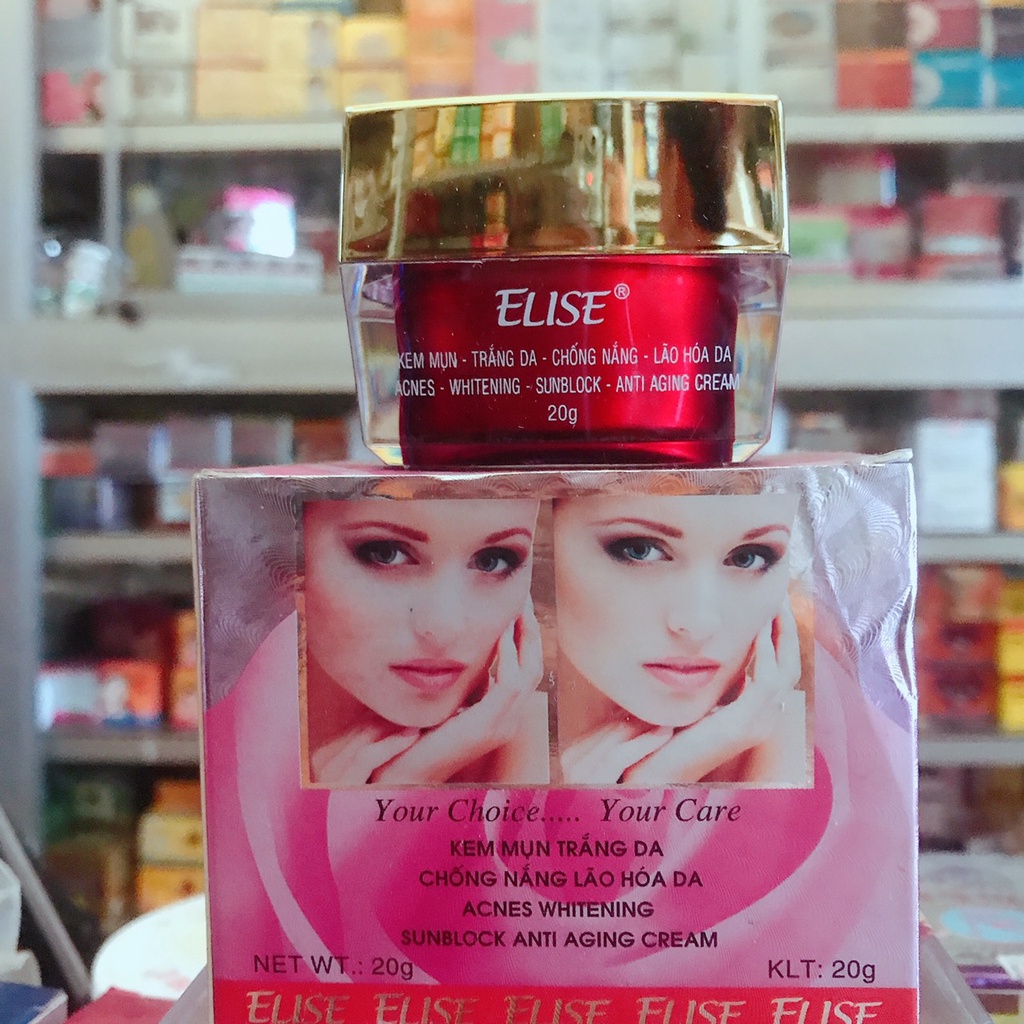 ELISE®
KEM MỤN - TRẮNG DA - CHỐNG NẮNG - LÃO HÓA DA
ACNES - WHITENING - SUNBLOCK - ANTI AGING CREAM
20g
Your Choice..... Your Care
KEM MỤN TRẮNG DA
CHỐNG NẮNG LÃO HÓA DA
ACNES WHITENING
SUNBLOCK ANTI AGING CREAM
NET WT.: 20g KLT: 20g
ELISE ELISE ELISE ELISE ELISE